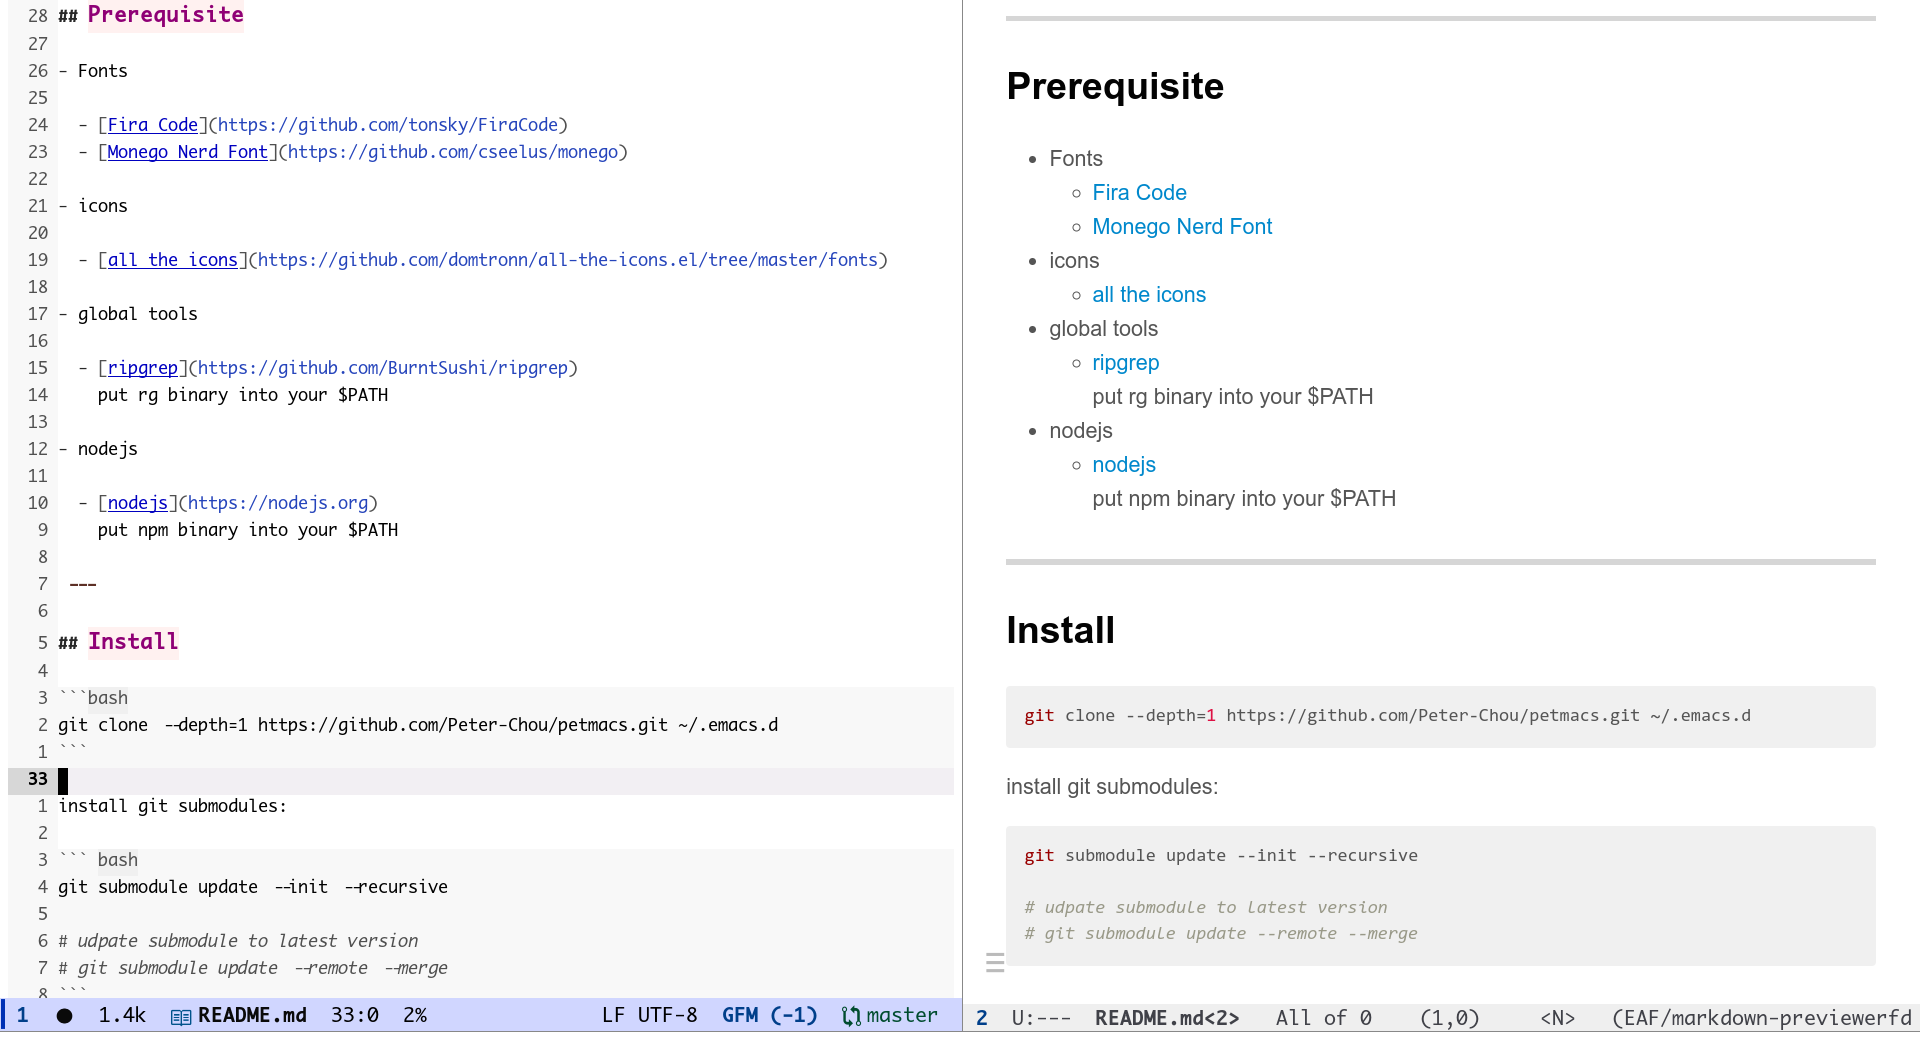 28 ## Prerequisite
27
26 - Fonts
25
24 - [Fira Code](https://github.com/tonsky/FiraCode)
23 - [Monego Nerd Font](https://github.com/cseelus/monego)
22
21 - icons
20
19 - [all the icons](https://github.com/domtronn/all-the-icons.el/tree/master/fonts)
18
17 - global tools
16
15 - [ripgrep](https://github.com/BurntSushi/ripgrep)
14 put rg binary into your $PATH
13
12 - nodejs
11
10 - [nodejs](https://nodejs.org)
9 put npm binary into your $PATH
8
7 ---
6
5 ## Install
4
3 ```bash
2 git clone --depth=1 https://github.com/Peter-Chou/petmacs.git ~/.emacs.d
1 ```
33
1 install git submodules:
2
3 ``` bash
4 git submodule update --init --recursive
5
6 # udpate submodule to latest version
7 # git submodule update --remote --merge
8 ```
1 ● 1.4k README.md 33:0 2% LF UTF-8 GFM (-1) master
Prerequisite
• Fonts
◦ Fira Code
◦ Monego Nerd Font
• icons
◦ all the icons
• global tools
◦ ripgrep
put rg binary into your $PATH
• nodejs
◦ nodejs
put npm binary into your $PATH
Install
git clone --depth=1 https://github.com/Peter-Chou/petmacs.git ~/.emacs.d
install git submodules:
git submodule update --init --recursive
# udpate submodule to latest version
# git submodule update --remote --merge
2 U:--- README.md<2> All of 0 (1,0) <N> (EAF/markdown-previewerfd